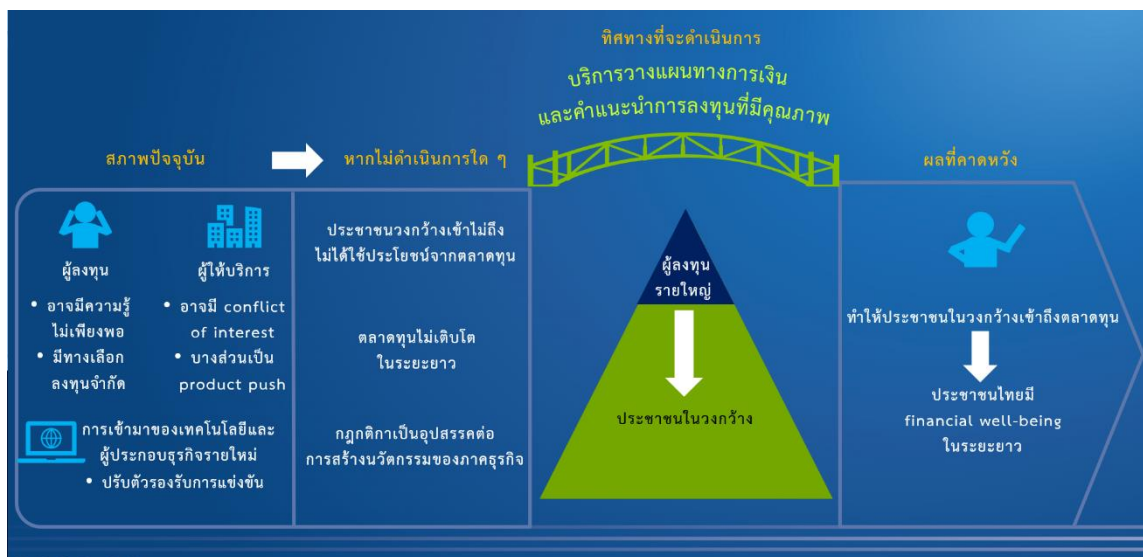 ทิศทางที่จะดำเนินการ
บริการวางแผนทางการเงิน
และคำแนะนำการลงทุนที่มีคุณภาพ
สภาพปัจจุบัน
หากไม่ดำเนินการใด ๆ
ผลที่คาดหวัง
ผู้ลงทุน
• อาจมีความรู้
ไม่เพียงพอ
• มีทางเลือก
ลงทุนจำกัด
ผู้ให้บริการ
• อาจมี conflict
of interest
• บางส่วนเป็น
product push
การเข้ามาของเทคโนโลยีและ
ผู้ประกอบธุรกิจรายใหม่
• ปรับตัวรองรับการแข่งขัน
ประชาชนวงกว้างเข้าไม่ถึง
ไม่ได้ใช้ประโยชน์จากตลาดทุน
ตลาดทุนไม่เติบโต
ในระยะยาว
กฎกติกาเป็นอุปสรรคต่อ
การสร้างนวัตกรรมของภาคธุรกิจ
ผู้ลงทุน
รายใหญ่
ประชาชนในวงกว้าง
ทำให้ประชาชนในวงกว้างเข้าถึงตลาดทุน
ประชาชนไทยมี
financial well-being
ในระยะยาว